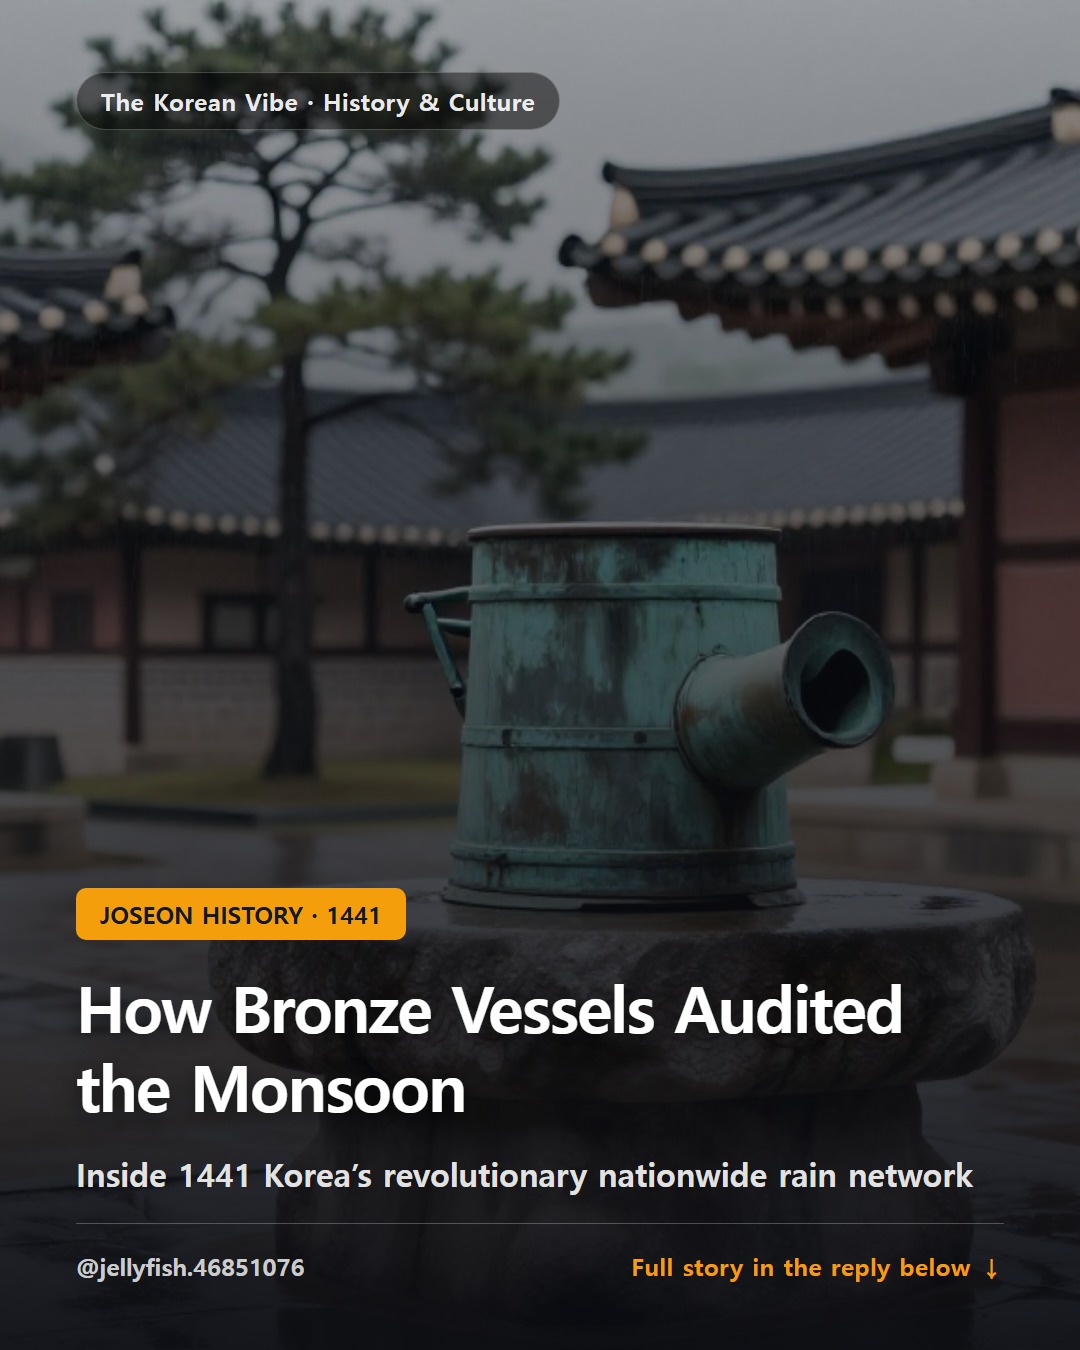 The Korean Vibe · History & Culture
JOSEON HISTORY · 1441
How Bronze Vessels Audited
the Monsoon
Inside 1441 Korea’s revolutionary nationwide rain network
@jellyfish.46851076
Full story in the reply below ↓